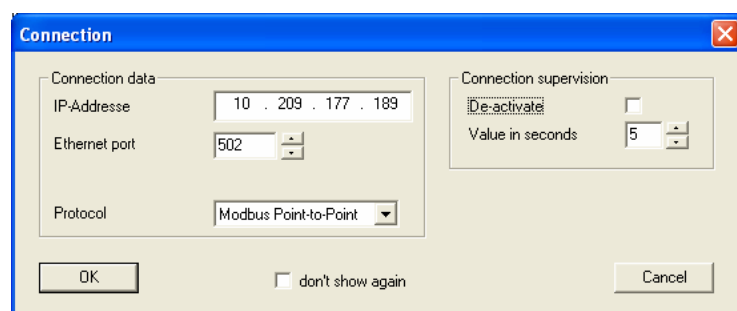 Connection
Connection data
IP-Addresse 10 . 209 . 177 . 189
Ethernet port 502
Protocol Modbus Point-to-Point
Connection supervision
De-activate
Value in seconds 5
OK
don't show again
Cancel